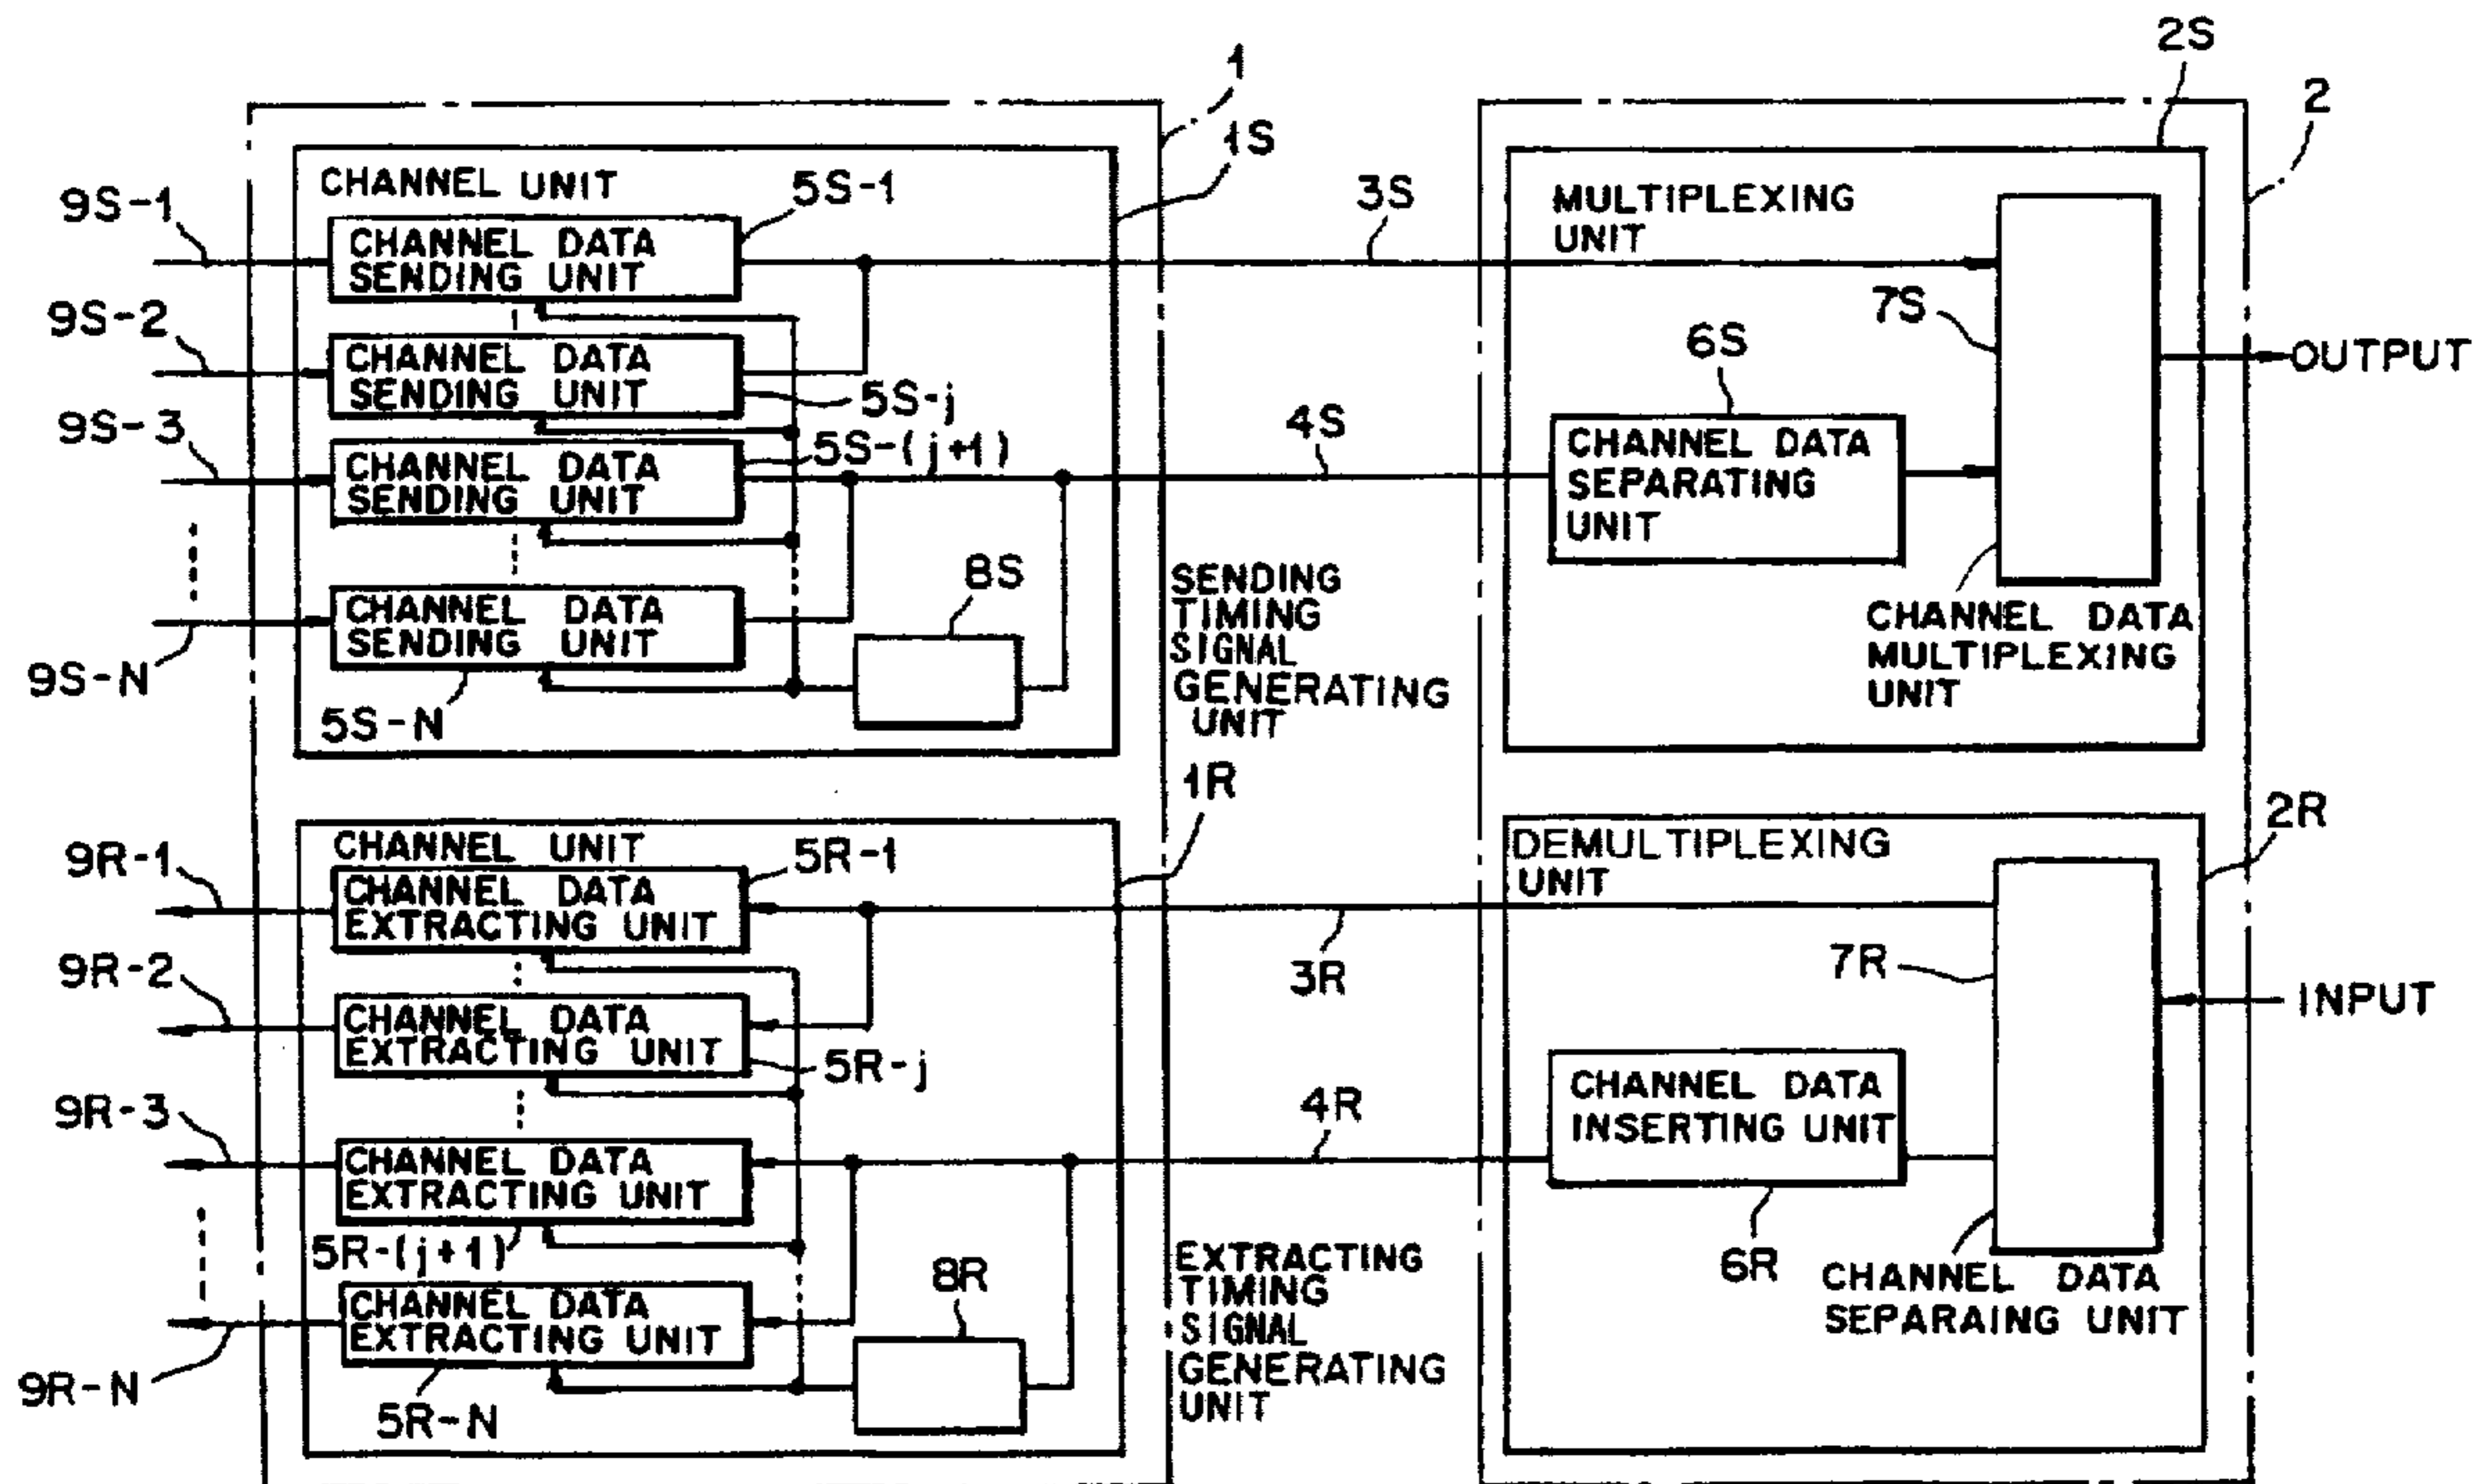 1
2S
2
1S
CHANNEL UNIT
9S-1
5S-1
3S
MULTIPLEXING
UNIT
CHANNEL DATA
SENDING UNIT
9S-2
7S
6S
CHANNEL DATA
SENDING UNIT
OUTPUT
5S-j
9S-3
4S
5S-(j+1)
CHANNEL DATA
SENDING UNIT
CHANNEL DATA
SEPARATING
UNIT
8S
SENDING
TIMING
SIGNAL
GENERATING
UNIT
CHANNEL DATA
SENDING UNIT
CHANNEL DATA
MULTIPLEXING
UNIT
9S-N
5S-N
1R
2R
CHANNEL UNIT
DEMULTIPLEXING
UNIT
9R-1
5R-1
CHANNEL DATA
EXTRACTING UNIT
3R
9R-2
7R
INPUT
CHANNEL DATA
EXTRACTING UNIT
5R-j
9R-3
4R
CHANNEL DATA
INSERTING UNIT
CHANNEL DATA
EXTRACTING UNIT
5R-(j+1)
6R
8R
EXTRACTING
TIMING
SIGNAL
GENERATING
UNIT
CHANNEL DATA
SEPARAING UNIT
CHANNEL DATA
EXTRACTING UNIT
9R-N
5R-N